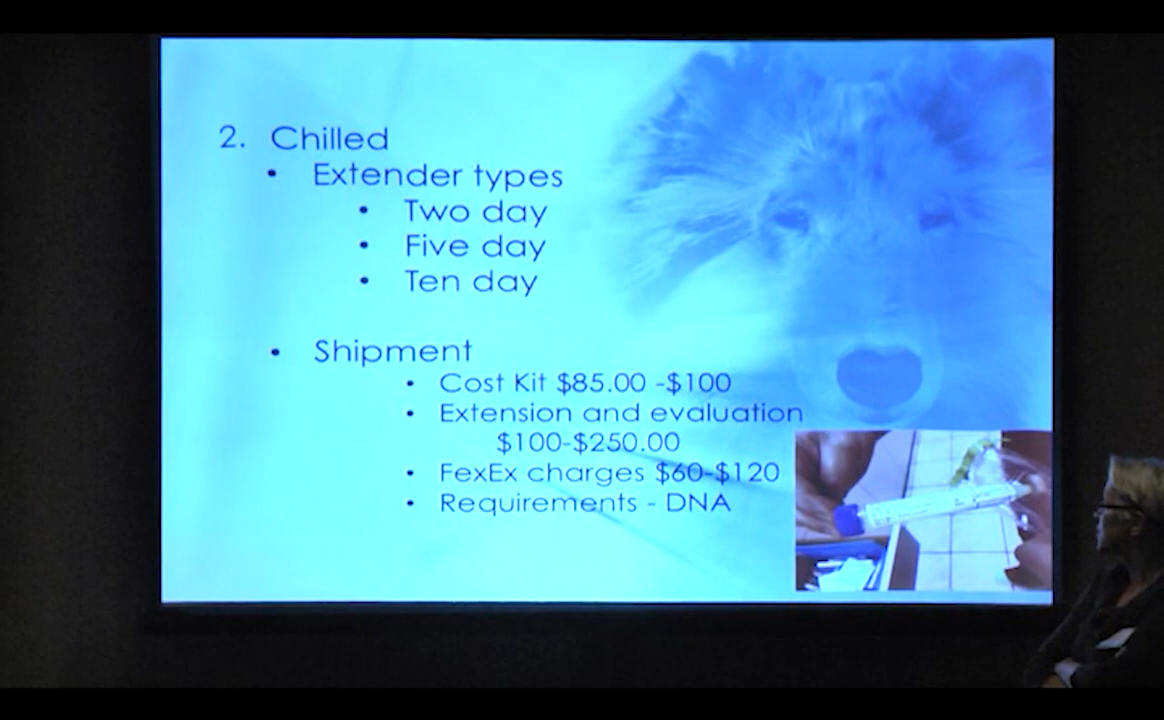 2. Chilled
• Extender types
• Two day
• Five day
• Ten day
• Shipment
• Cost Kit $85.00 -$100
• Extension and evaluation
$100-$250.00
• FexEx charges $60-$120
• Requirements - DNA